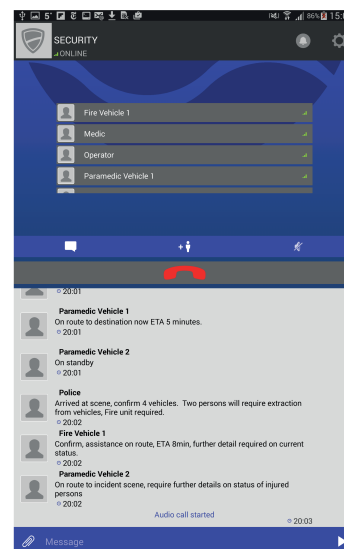 5°
86%
15:0
SECURITY
ONLINE
Fire Vehicle 1
Medic
Operator
Paramedic Vehicle 1
20:01
Paramedic Vehicle 1
On route to destination now ETA 5 minutes.
20:01
Paramedic Vehicle 2
On standby
20:01
Police
Arrived at scene, confirm 4 vehicles. Two persons will require extraction
from vehicles, Fire unit required.
20:02
Fire Vehicle 1
Confirm, assistance on route, ETA 8min, further detail required on current
status.
20:02
Paramedic Vehicle 2
On route to incident scene, require further details on status of injured
persons
20:02
Audio call started
20:03
Message